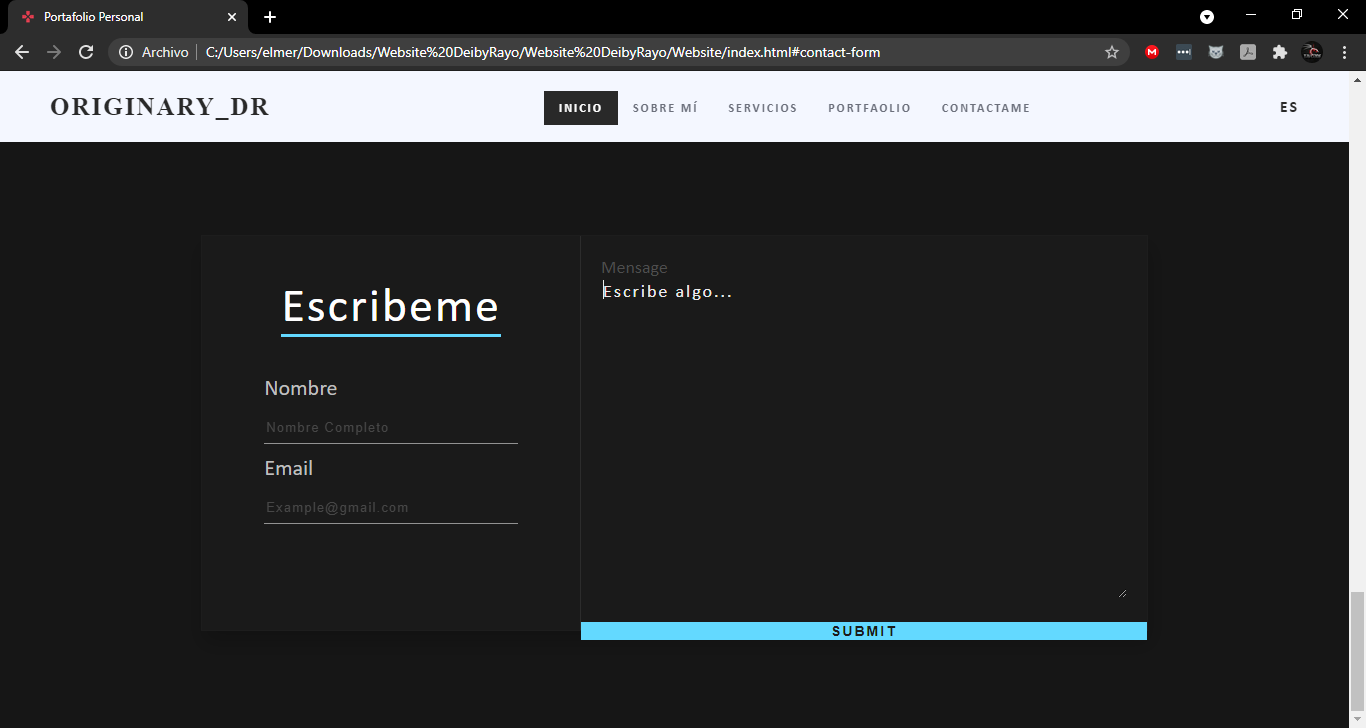 Portafolio Personal
Archivo C:/Users/elmer/Downloads/Website%20DeibyRayo/Website%20DeibyRayo/Website/index.html#contact-form
ORIGINARY_DR INICIO SOBRE MÍ SERVICIOS PORTFAOLIO CONTACTAME ES
Escribeme
Nombre
Nombre Completo
Email
Example@gmail.com
Message
Escribe algo...
SUBMIT